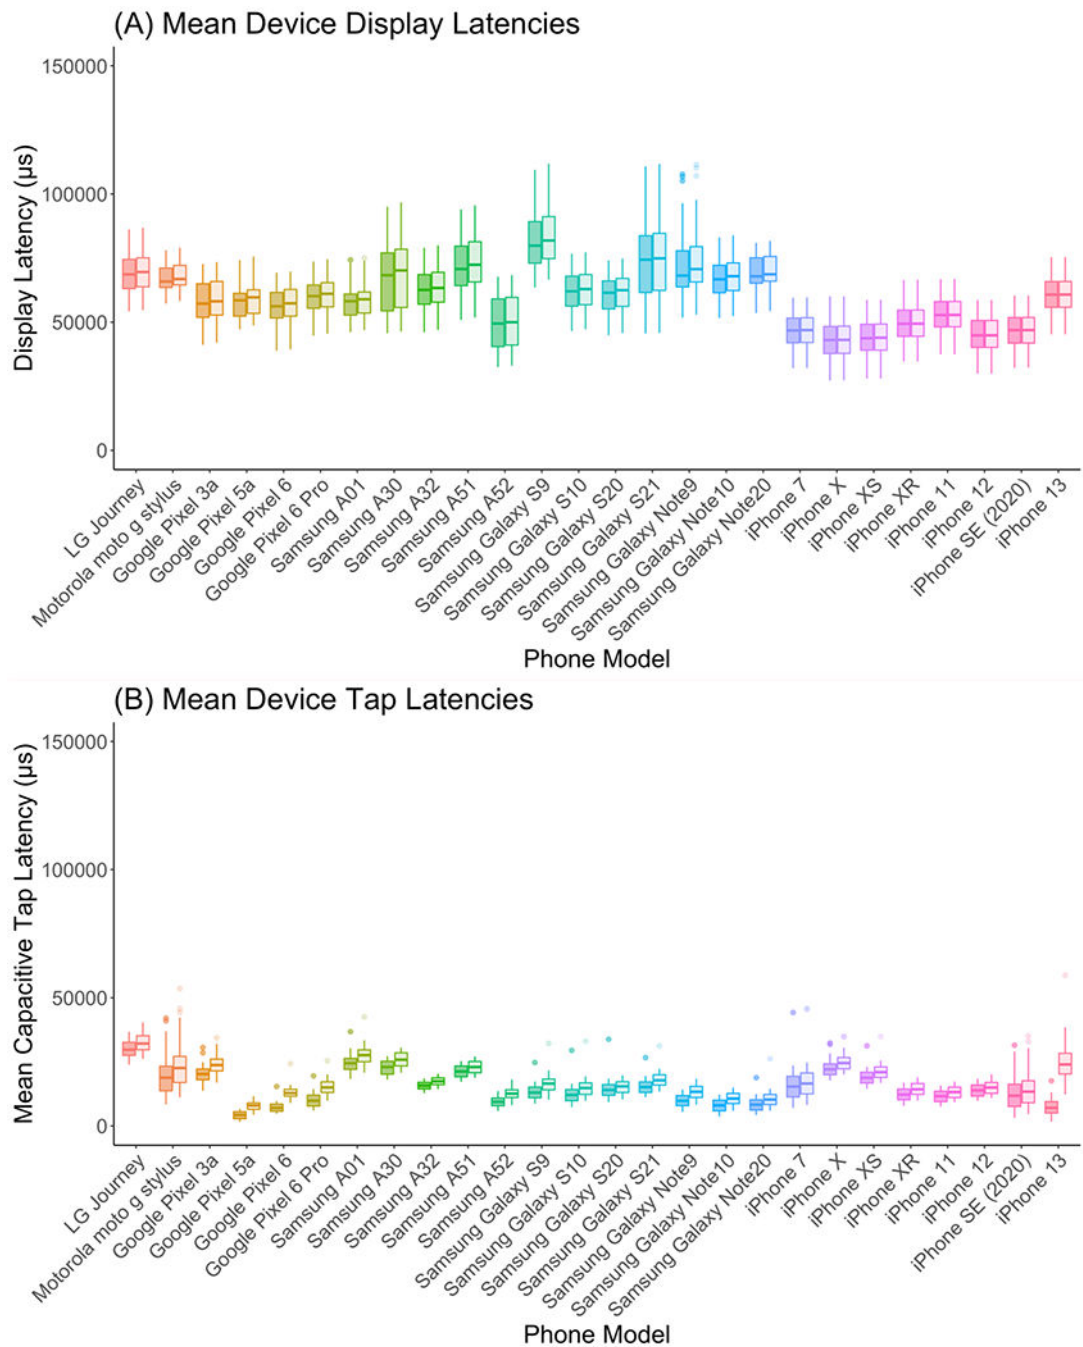 (A) Mean Device Display Latencies
150000
100000
50000
0
Display Latency (µs)
LG Journey
Motorola moto g stylus
Google Pixel 3a
Google Pixel 5a
Google Pixel 6
Google Pixel 6 Pro
Samsung A01
Samsung A30
Samsung A32
Samsung A51
Samsung A52
Samsung Galaxy S9
Samsung Galaxy S10
Samsung Galaxy S20
Samsung Galaxy S21
Samsung Galaxy Note9
Samsung Galaxy Note10
Samsung Galaxy Note20
iPhone 7
iPhone X
iPhone XS
iPhone XR
iPhone 11
iPhone 12
iPhone SE (2020)
iPhone 13
Phone Model
(B) Mean Device Tap Latencies
150000
100000
50000
0
Mean Capacitive Tap Latency (µs)
LG Journey
Motorola moto g stylus
Google Pixel 3a
Google Pixel 5a
Google Pixel 6
Google Pixel 6 Pro
Samsung A01
Samsung A30
Samsung A32
Samsung A51
Samsung A52
Samsung Galaxy S9
Samsung Galaxy S10
Samsung Galaxy S20
Samsung Galaxy S21
Samsung Galaxy Note9
Samsung Galaxy Note10
Samsung Galaxy Note20
iPhone 7
iPhone X
iPhone XS
iPhone XR
iPhone 11
iPhone 12
iPhone SE (2020)
iPhone 13
Phone Model